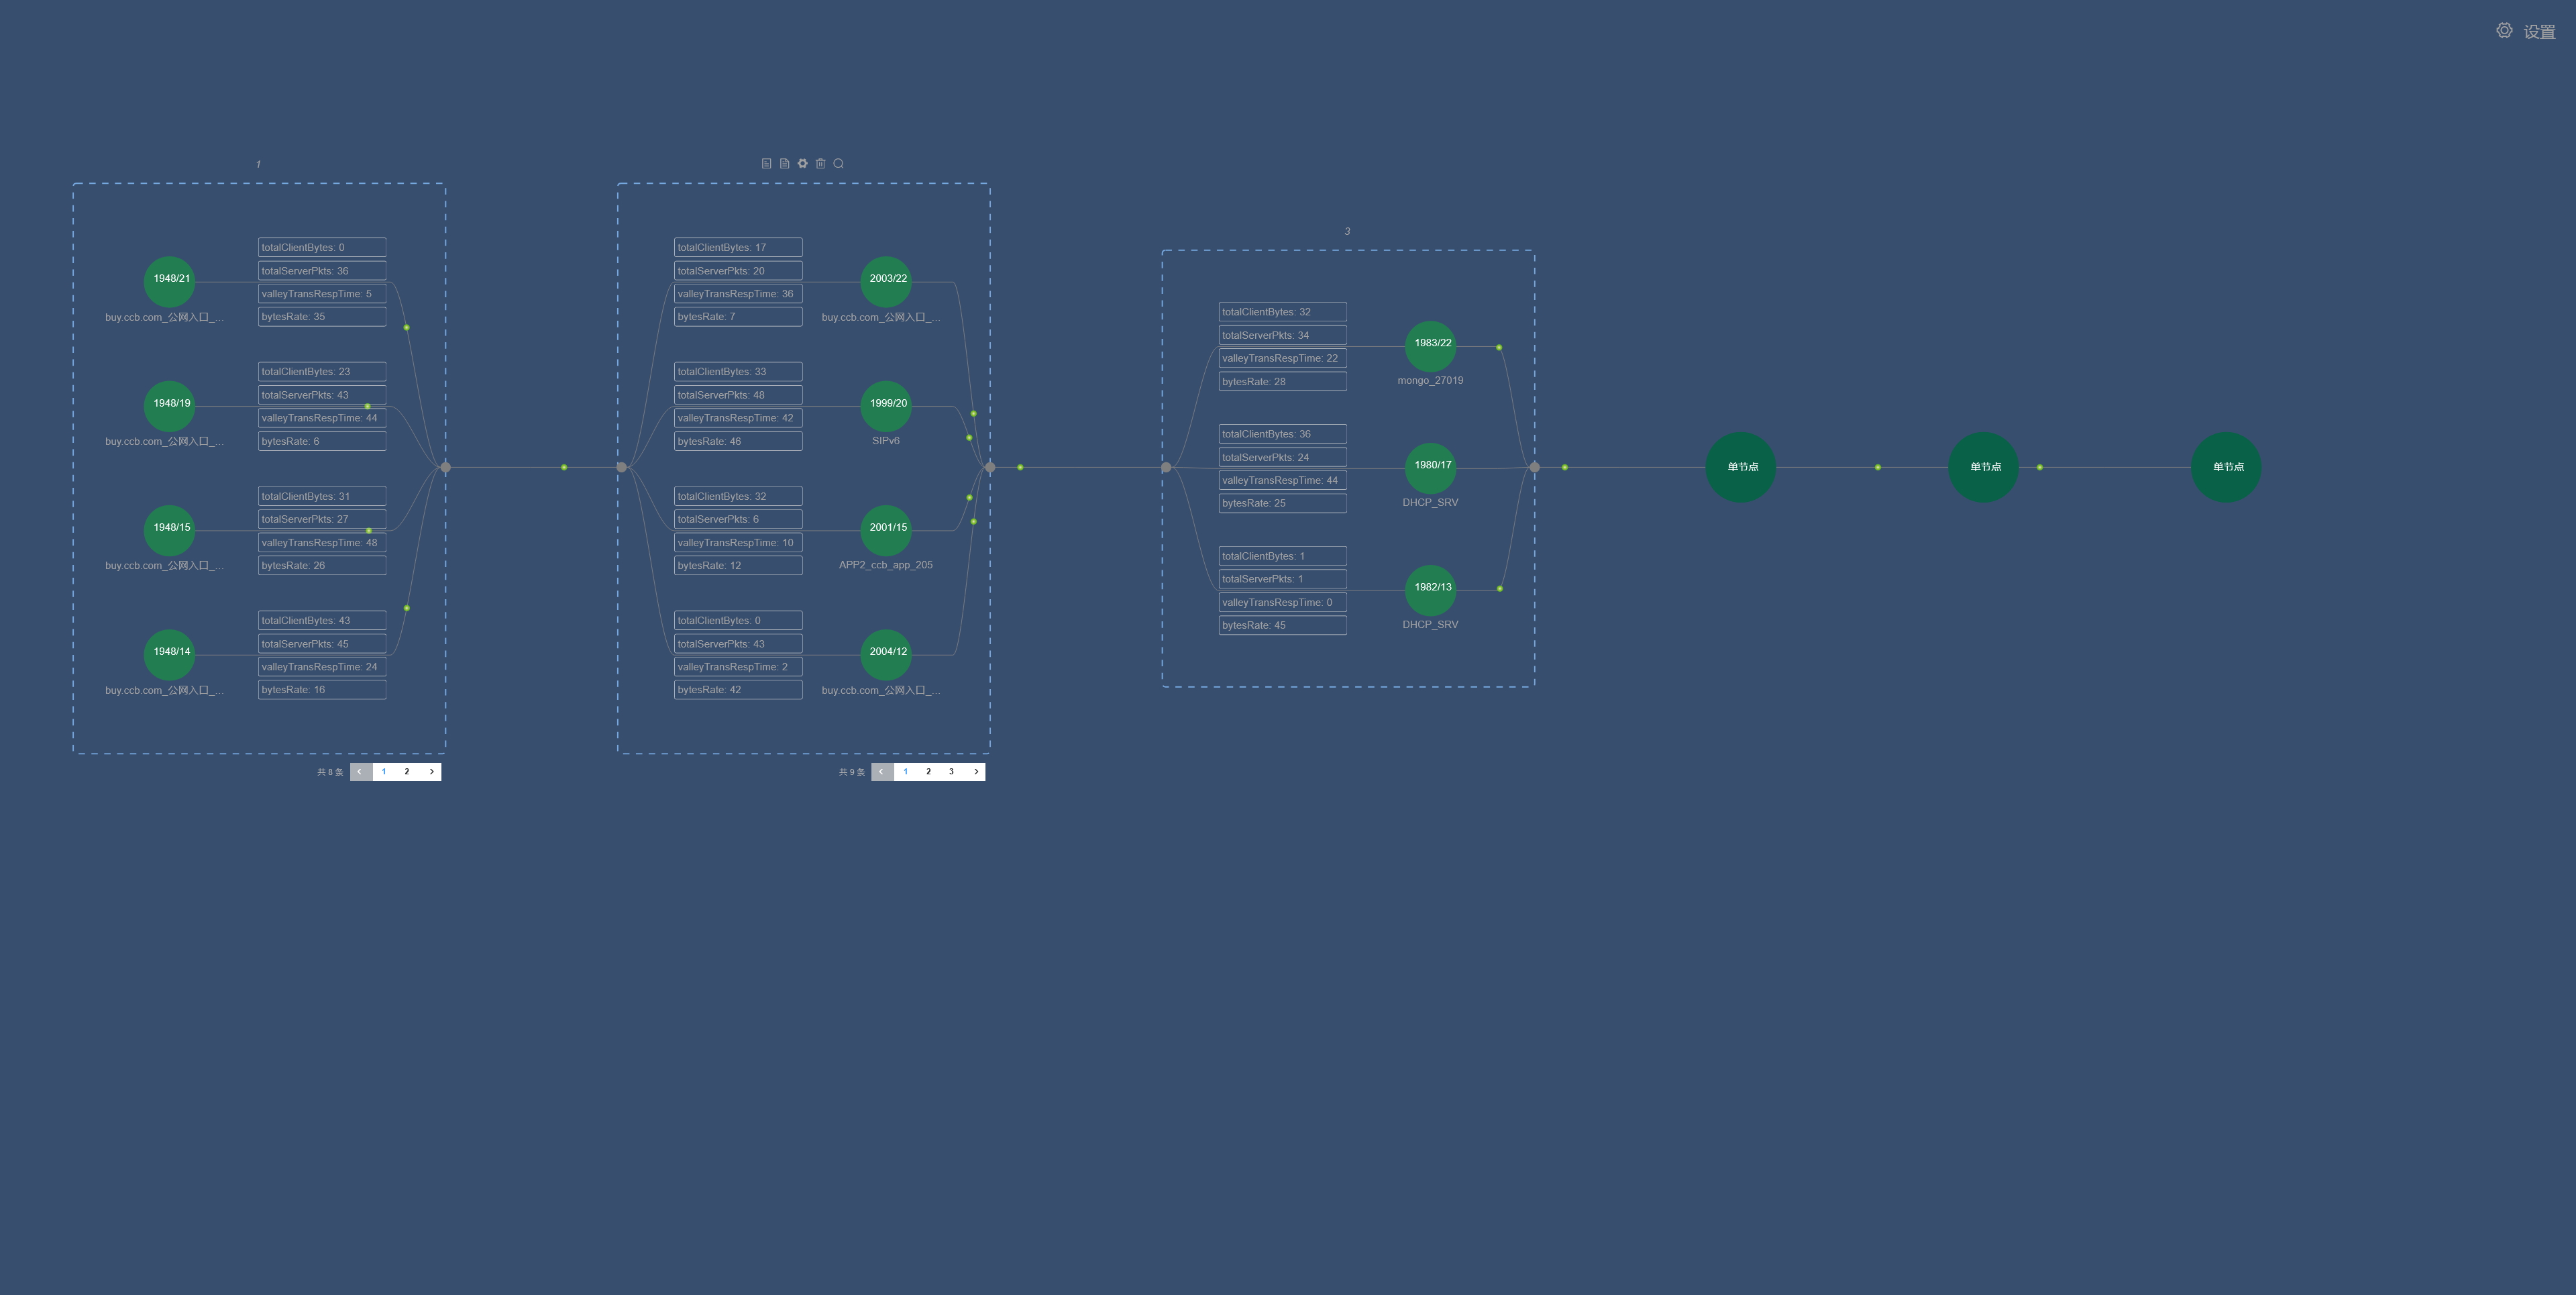 设置
1
1948/21
buy.ccb.com_公网入口_...
totalClientBytes: 0
totalServerPkts: 36
valleyTransRespTime: 5
bytesRate: 35
1948/19
buy.ccb.com_公网入口_...
totalClientBytes: 23
totalServerPkts: 43
valleyTransRespTime: 44
bytesRate: 6
1948/15
buy.ccb.com_公网入口_...
totalClientBytes: 31
totalServerPkts: 27
valleyTransRespTime: 48
bytesRate: 26
1948/14
buy.ccb.com_公网入口_...
totalClientBytes: 43
totalServerPkts: 45
valleyTransRespTime: 24
bytesRate: 16
共 8 条 1 2
totalClientBytes: 17
totalServerPkts: 20
valleyTransRespTime: 36
bytesRate: 7
2003/22
buy.ccb.com_公网入口_...
totalClientBytes: 33
totalServerPkts: 48
valleyTransRespTime: 42
bytesRate: 46
1999/20
SIPv6
totalClientBytes: 32
totalServerPkts: 6
valleyTransRespTime: 10
bytesRate: 12
2001/15
APP2_ccb_app_205
totalClientBytes: 0
totalServerPkts: 43
valleyTransRespTime: 2
bytesRate: 42
2004/12
buy.ccb.com_公网入口_...
共 9 条 1 2 3
3
totalClientBytes: 32
totalServerPkts: 34
valleyTransRespTime: 22
bytesRate: 28
1983/22
mongo_27019
totalClientBytes: 36
totalServerPkts: 24
valleyTransRespTime: 44
bytesRate: 25
1980/17
DHCP_SRV
totalClientBytes: 1
totalServerPkts: 1
valleyTransRespTime: 0
bytesRate: 45
1982/13
DHCP_SRV
单节点
单节点
单节点